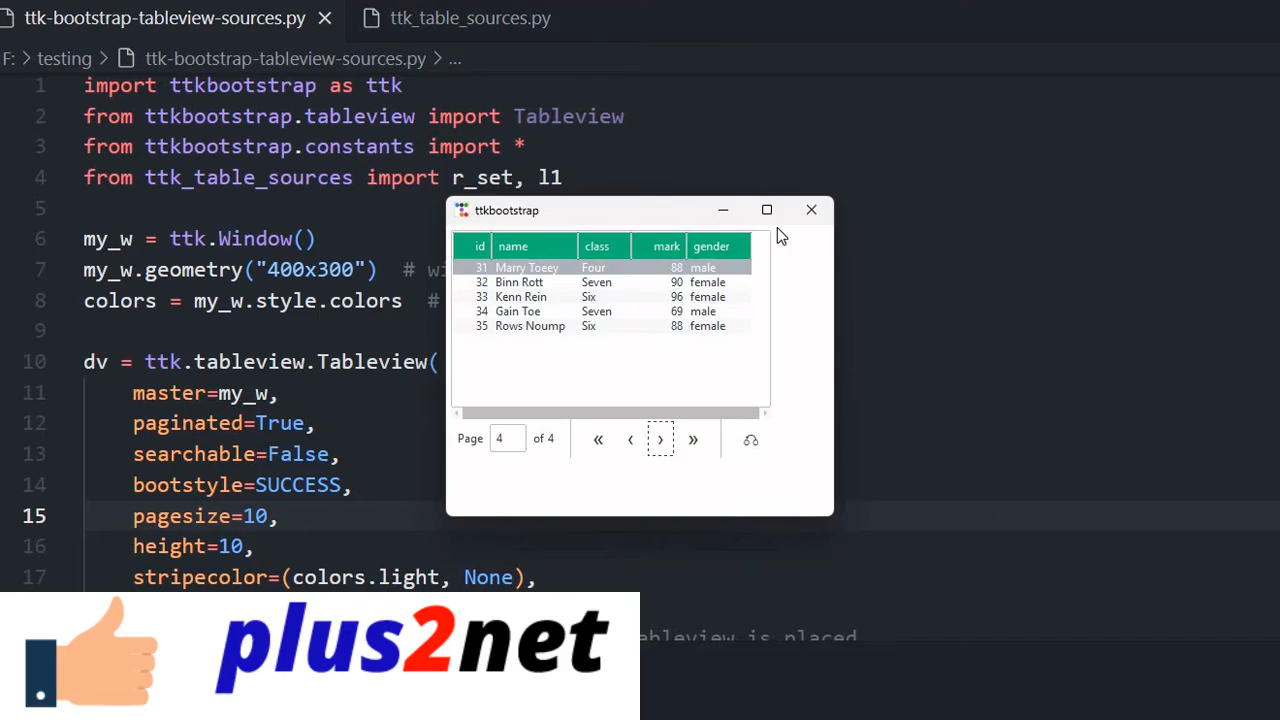 ttk-bootstrap-tableview-sources.py
ttk_table_sources.py
F: > testing > ttk-bootstrap-tableview-sources.py > ...
1 import ttkbootstrap as ttk
2 from ttkbootstrap.tableview import Tableview
3 from ttkbootstrap.constants import *
4 from ttk_table_sources import r_set, l1
5
6 my_w = ttk.Window()
7 my_w.geometry("400x300") # wi
8 colors = my_w.style.colors #
9
10 dv = ttk.tableview.Tableview(
11 master=my_w,
12 paginated=True,
13 searchable=False,
14 bootstyle=SUCCESS,
15 pagesize=10,
16 height=10,
17 stripecolor=(colors.light, None),
ttkbootstrap
id name class mark gender
31 Marry Toeey Four 88 male
32 Binn Rott Seven 90 female
33 Kenn Rein Six 96 female
34 Gain Toe Seven 69 male
35 Rows Noump Six 88 female
Page 4 of 4 « ‹ › »
ableview is placed
plus2net